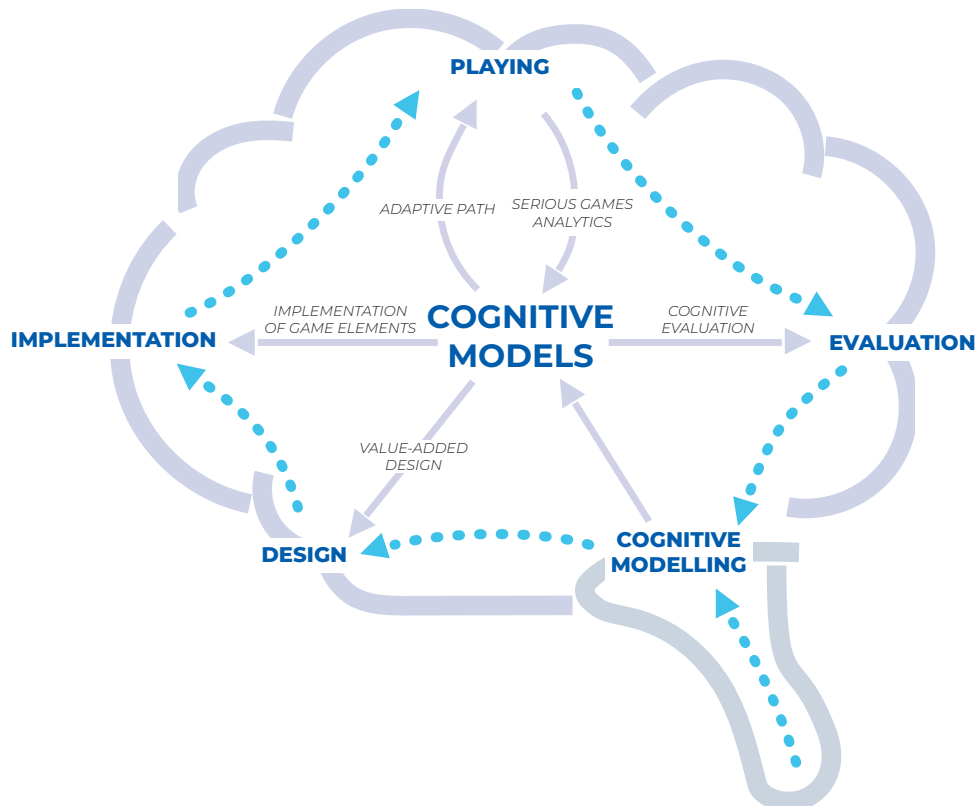 PLAYING
ADAPTIVE PATH
SERIOUS GAMES
ANALYTICS
IMPLEMENTATION
OF GAME ELEMENTS
COGNITIVE
MODELS
COGNITIVE
EVALUATION
IMPLEMENTATION
EVALUATION
VALUE-ADDED
DESIGN
DESIGN
COGNITIVE
MODELLING